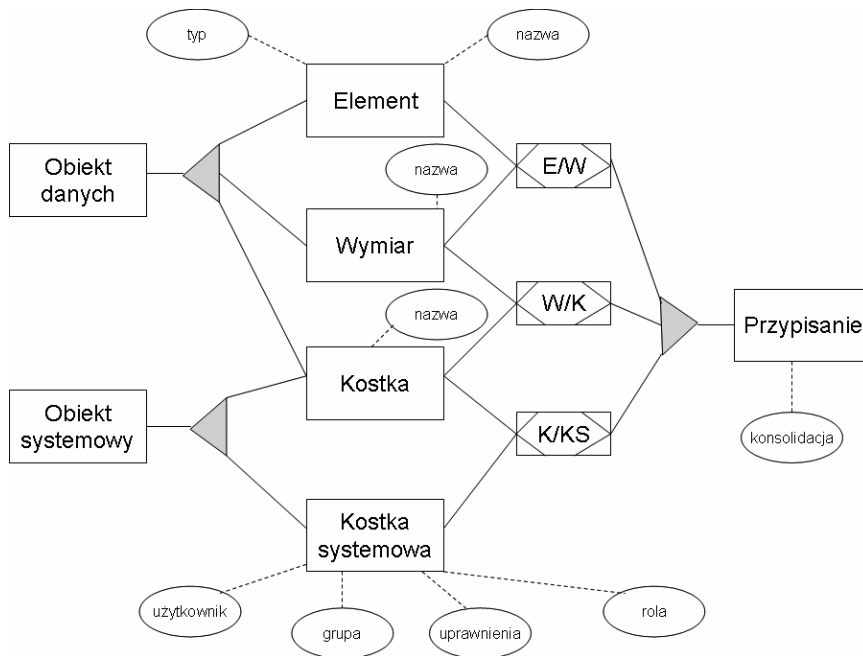 typ
nazwa
Element
Obiekt
danych
nazwa
E/W
Wymiar
nazwa
W/K
Przypisanie
Kostka
Obiekt
systemowy
K/KS
konsolidacja
Kostka
systemowa
użytkownik
grupa
uprawnienia
rola